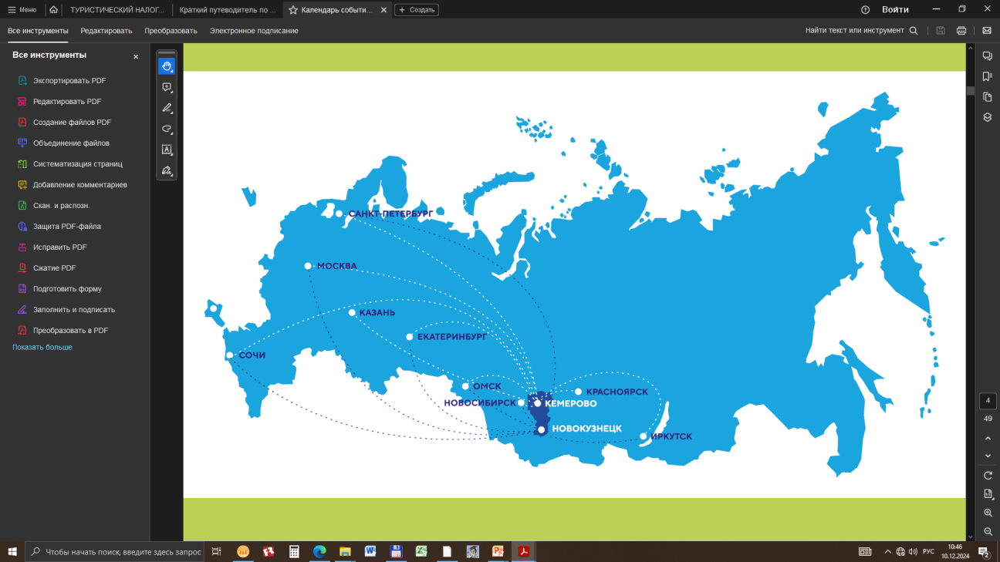 Меню
ТУРИСТИЧЕСКИЙ НАЛОГ...
Краткий путеводитель по ...
Календарь событи...
Создать
Войти
Все инструменты
Редактировать
Преобразовать
Электронное подписание
Найти текст или инструмент
Все инструменты
Экспортировать PDF
Редактировать PDF
Создание файлов PDF
Объединение файлов
Систематизация страниц
Добавление комментариев
Скан. и распозн.
Защита PDF-файла
Исправить PDF
Сжатие PDF
Подготовить форму
Заполнить и подписать
Преобразовать в PDF
Показать больше
САНКТ-ПЕТЕРБУРГ
МОСКВА
КАЗАНЬ
ЕКАТЕРИНБУРГ
СОЧИ
ОМСК
КРАСНОЯРСК
НОВОСИБИРСК
КЕМЕРОВО
НОВОКУЗНЕЦК
ИРКУТСК
4
49
Чтобы начать поиск, введите здесь запрос
РУС
10:46
10.12.2024
2